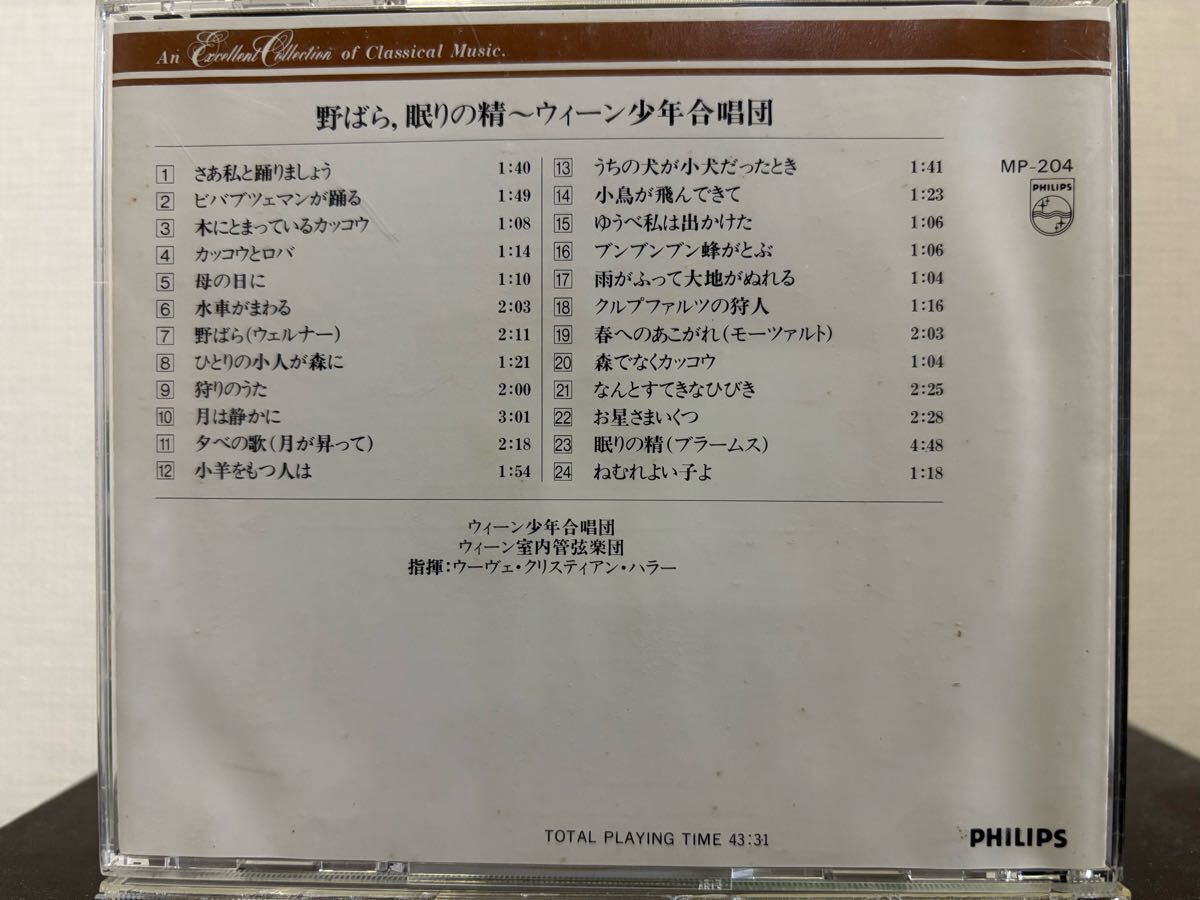 An Excellent Collection of Classical Music.
野ばら, 眠りの精～ウィーン少年合唱団
1 さあ私と踊りましょう 1:40
2 ビバブツェマンが踊る 1:49
3 木にとまっているカッコウ 1:08
4 カッコウとロバ 1:14
5 母の日に 1:10
6 水車がまわる 2:03
7 野ばら(ウェルナー) 2:11
8 ひとりの小人が森に 1:21
9 狩りのうた 2:00
10 月は静かに 3:01
11 夕べの歌(月が昇って) 2:18
12 小羊をもつ人は 1:54
13 うちの犬が小犬だったとき 1:41
14 小鳥が飛んできて 1:23
15 ゆうべ私は出かけた 1:06
16 ブンブンブン蜂がとぶ 1:06
17 雨がふって大地がぬれる 1:04
18 クルプファルツの狩人 1:16
19 春へのあこがれ(モーツァルト) 2:03
20 森でなくカッコウ 1:04
21 なんとすてきなひびき 2:25
22 お星さまいくつ 2:28
23 眠りの精(ブラームス) 4:48
24 ねむれよい子よ 1:18
MP-204
PHILIPS
ウィーン少年合唱団
ウィーン室内管弦楽団
指揮:ウーヴェ・クリスティアン・ハラー
TOTAL PLAYING TIME 43:31
PHILIPS